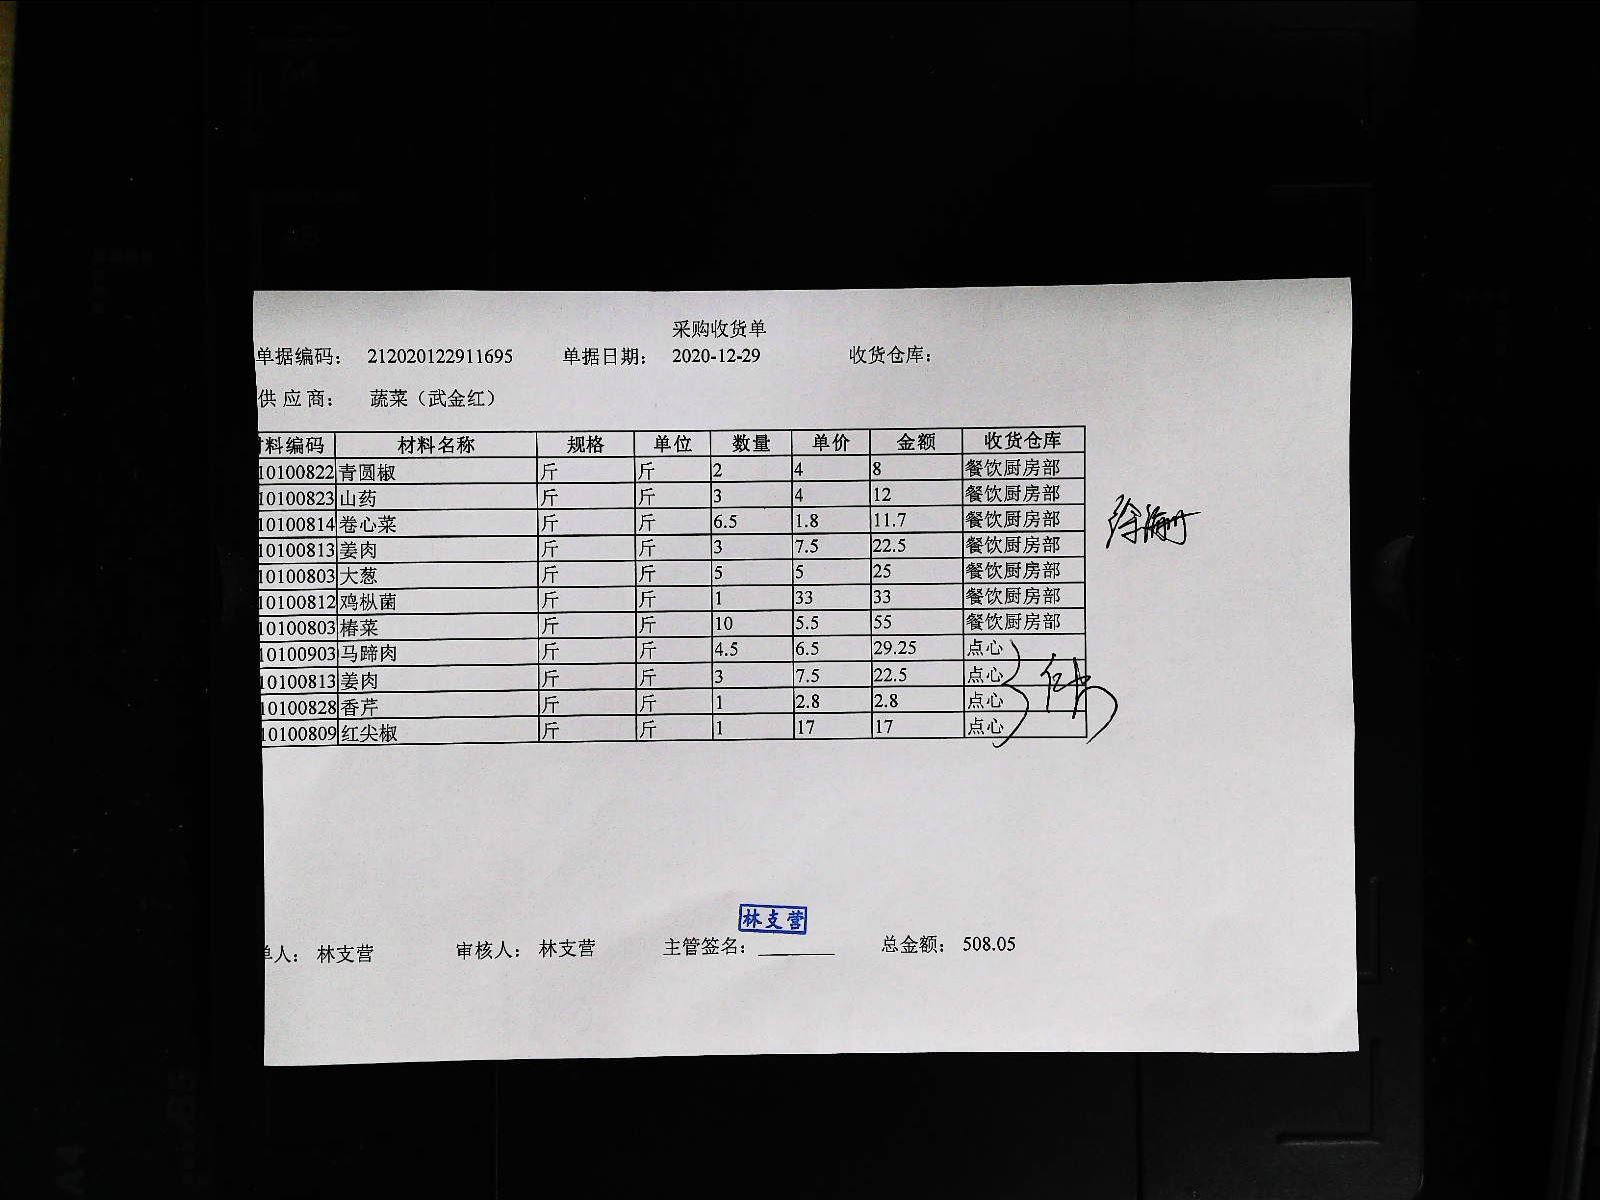 采购收货单
单据编码： 212020122911695 单据日期： 2020-12-29 收货仓库：
供应商： 蔬菜（武金红）
材料编码 材料名称 规格 单位 数量 单价 金额 收货仓库
10100822 青圆椒 斤 斤 2 4 8 餐饮厨房部
10100823 山药 斤 斤 3 4 12 餐饮厨房部
10100814 卷心菜 斤 斤 6.5 1.8 11.7 餐饮厨房部
10100813 姜肉 斤 斤 3 7.5 22.5 餐饮厨房部
10100803 大葱 斤 斤 5 5 25 餐饮厨房部
10100812 鸡枞菌 斤 斤 1 33 33 餐饮厨房部
10100803 椿菜 斤 斤 10 5.5 55 餐饮厨房部
10100903 马蹄肉 斤 斤 4.5 6.5 29.25 点心
10100813 姜肉 斤 斤 3 7.5 22.5 点心
10100828 香芹 斤 斤 1 2.8 2.8 点心
10100809 红尖椒 斤 斤 1 17 17 点心
林支营
单人： 林支营 审核人： 林支营 主管签名： 总金额： 508.05